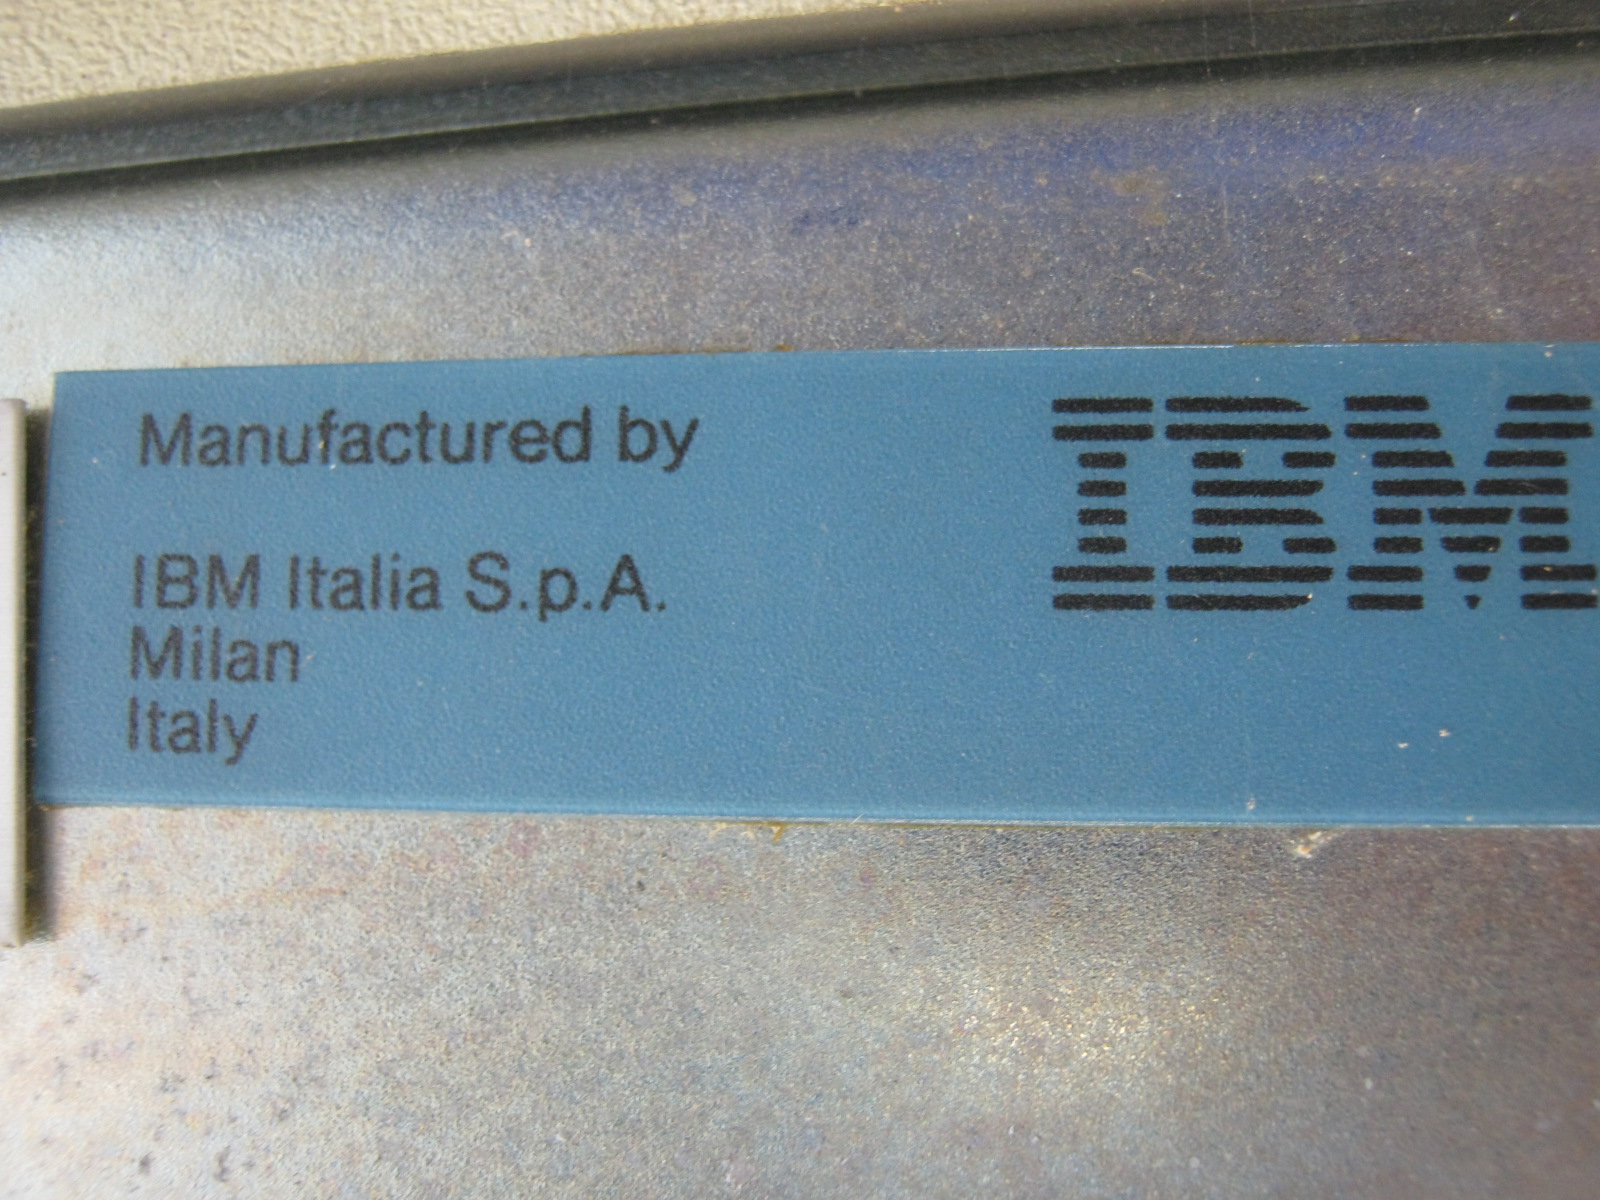 Manufactured by
IBM
IBM Italia S.p.A.
Milan
Italy